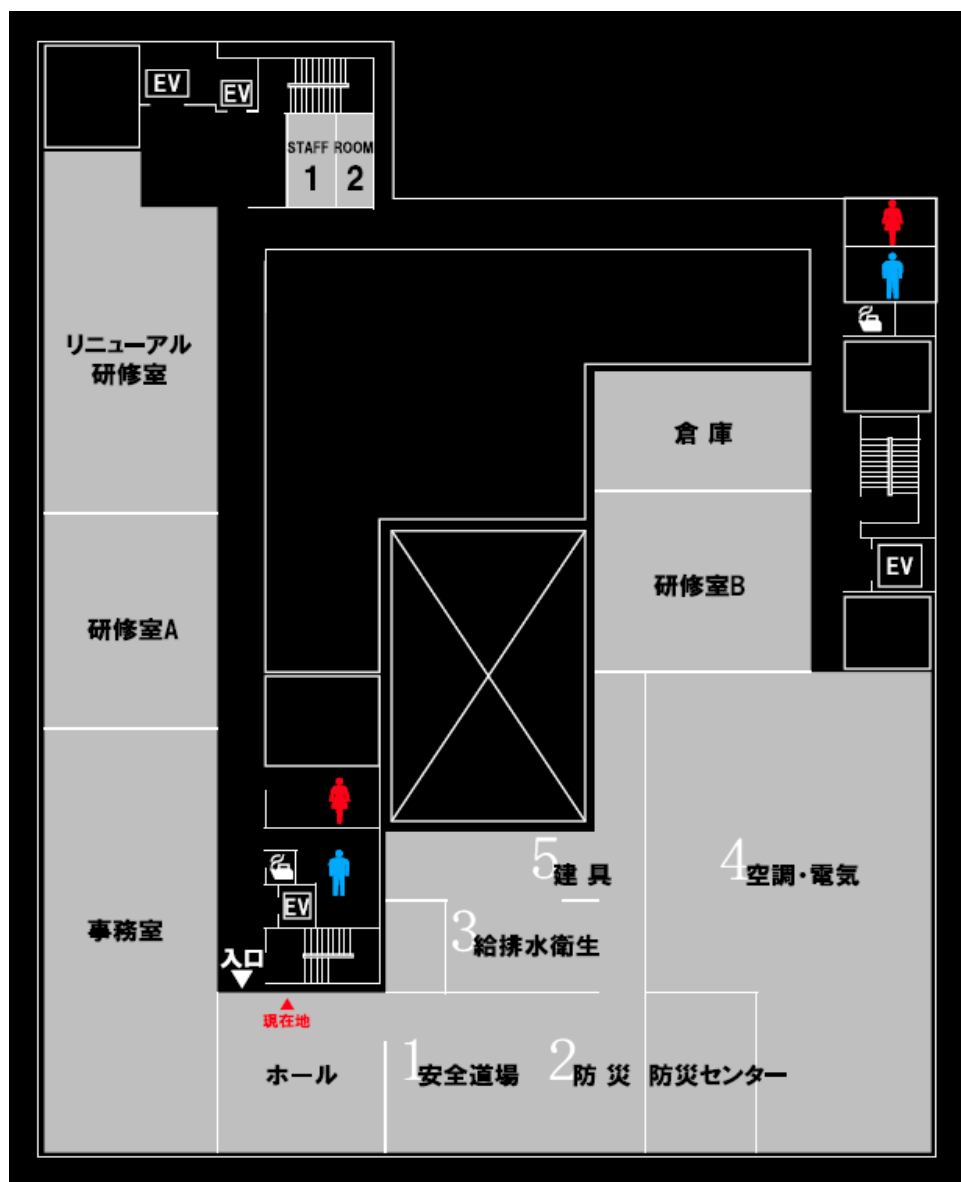 EV
EV
STAFF ROOM
1 2
リニューアル
研修室
倉 庫
EV
研修室B
研修室A
5 建 具
4 空調・電気
EV
事務室
3 給排水衛生
入口
現在地
ホール
1 安全道場
2 防 災
防災センター